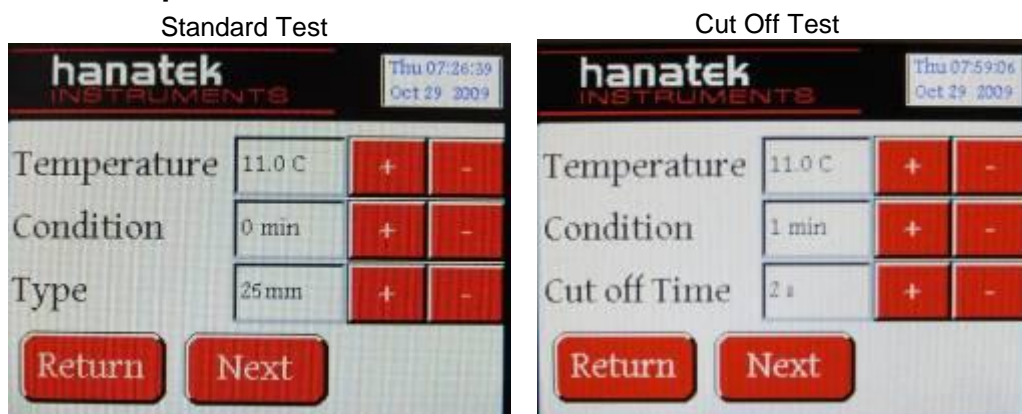 Standard Test
hanatek
INSTRUMENTS
Thu 07:26:39
Oct 29 2009
Temperature 11.0 C + -
Condition 0 min + -
Type 25mm + -
Return Next
Cut Off Test
hanatek
INSTRUMENTS
Thu 07:59:06
Oct 29 2009
Temperature 11.0 C + -
Condition 1 min + -
Cut off Time 2 s + -
Return Next